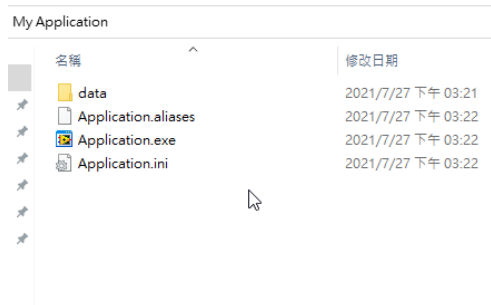 My Application
名稱 修改日期
data 2021/7/27 下午 03:21
Application.aliases 2021/7/27 下午 03:22
Application.exe 2021/7/27 下午 03:22
Application.ini 2021/7/27 下午 03:22